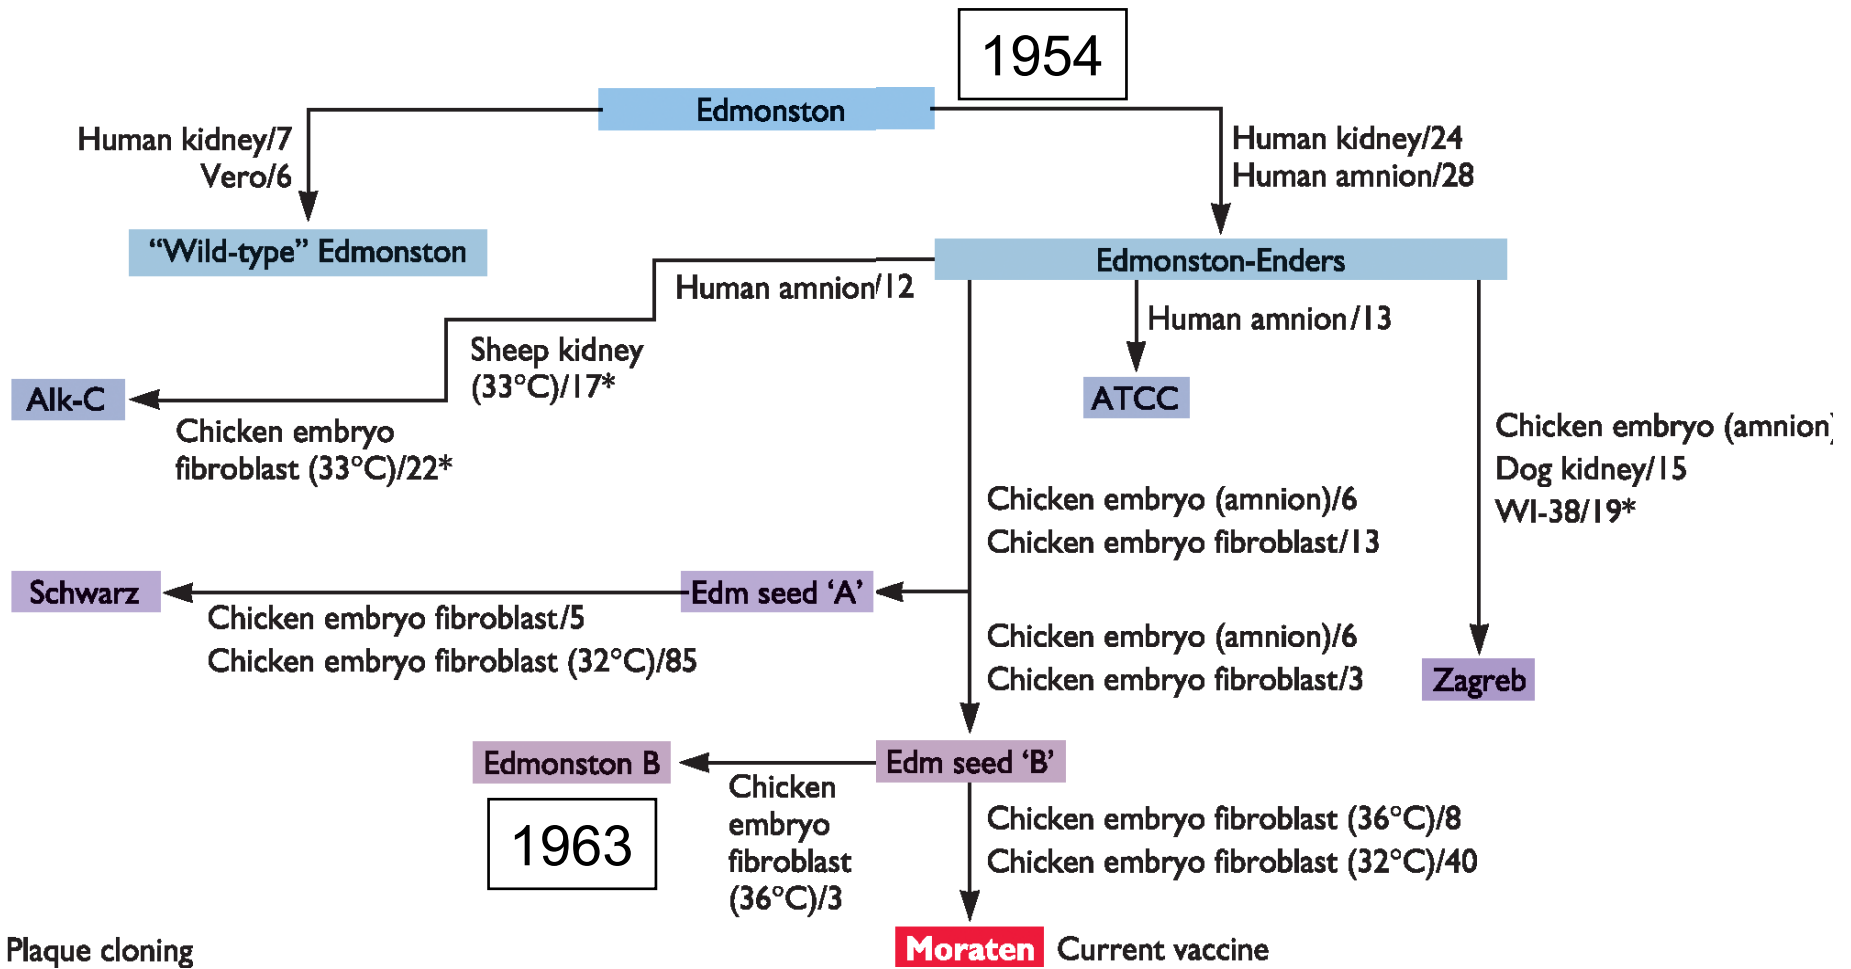 1954
Edmonston
Human kidney/7
Vero/6
Human kidney/24
Human amnion/28
“Wild-type” Edmonston
Edmonston-Enders
Human amnion/12
Human amnion/13
Sheep kidney
(33°C)/17*
Alk-C
ATCC
Chicken embryo
fibroblast (33°C)/22*
Chicken embryo (amnion)
Dog kidney/15
WI-38/19*
Chicken embryo (amnion)/6
Chicken embryo fibroblast/13
Schwarz
Edm seed ‘A’
Chicken embryo fibroblast/5
Chicken embryo fibroblast (32°C)/85
Chicken embryo (amnion)/6
Chicken embryo fibroblast/3
Zagreb
Edmonston B
Edm seed ‘B’
Chicken
embryo
fibroblast
(36°C)/3
1963
Chicken embryo fibroblast (36°C)/8
Chicken embryo fibroblast (32°C)/40
Plaque cloning
Moraten Current vaccine